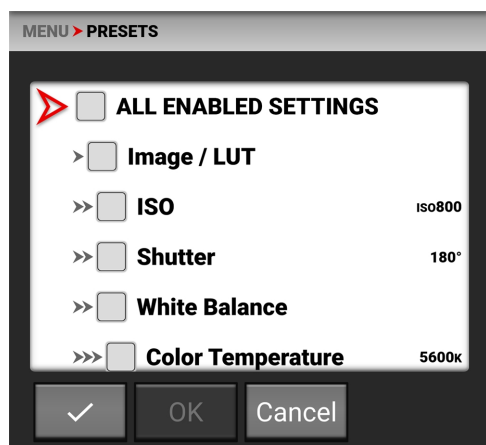 MENU > PRESETS
ALL ENABLED SETTINGS
> Image / LUT
>> ISO ISO800
>> Shutter 180°
>> White Balance
>>> Color Temperature 5600K
✓ OK Cancel